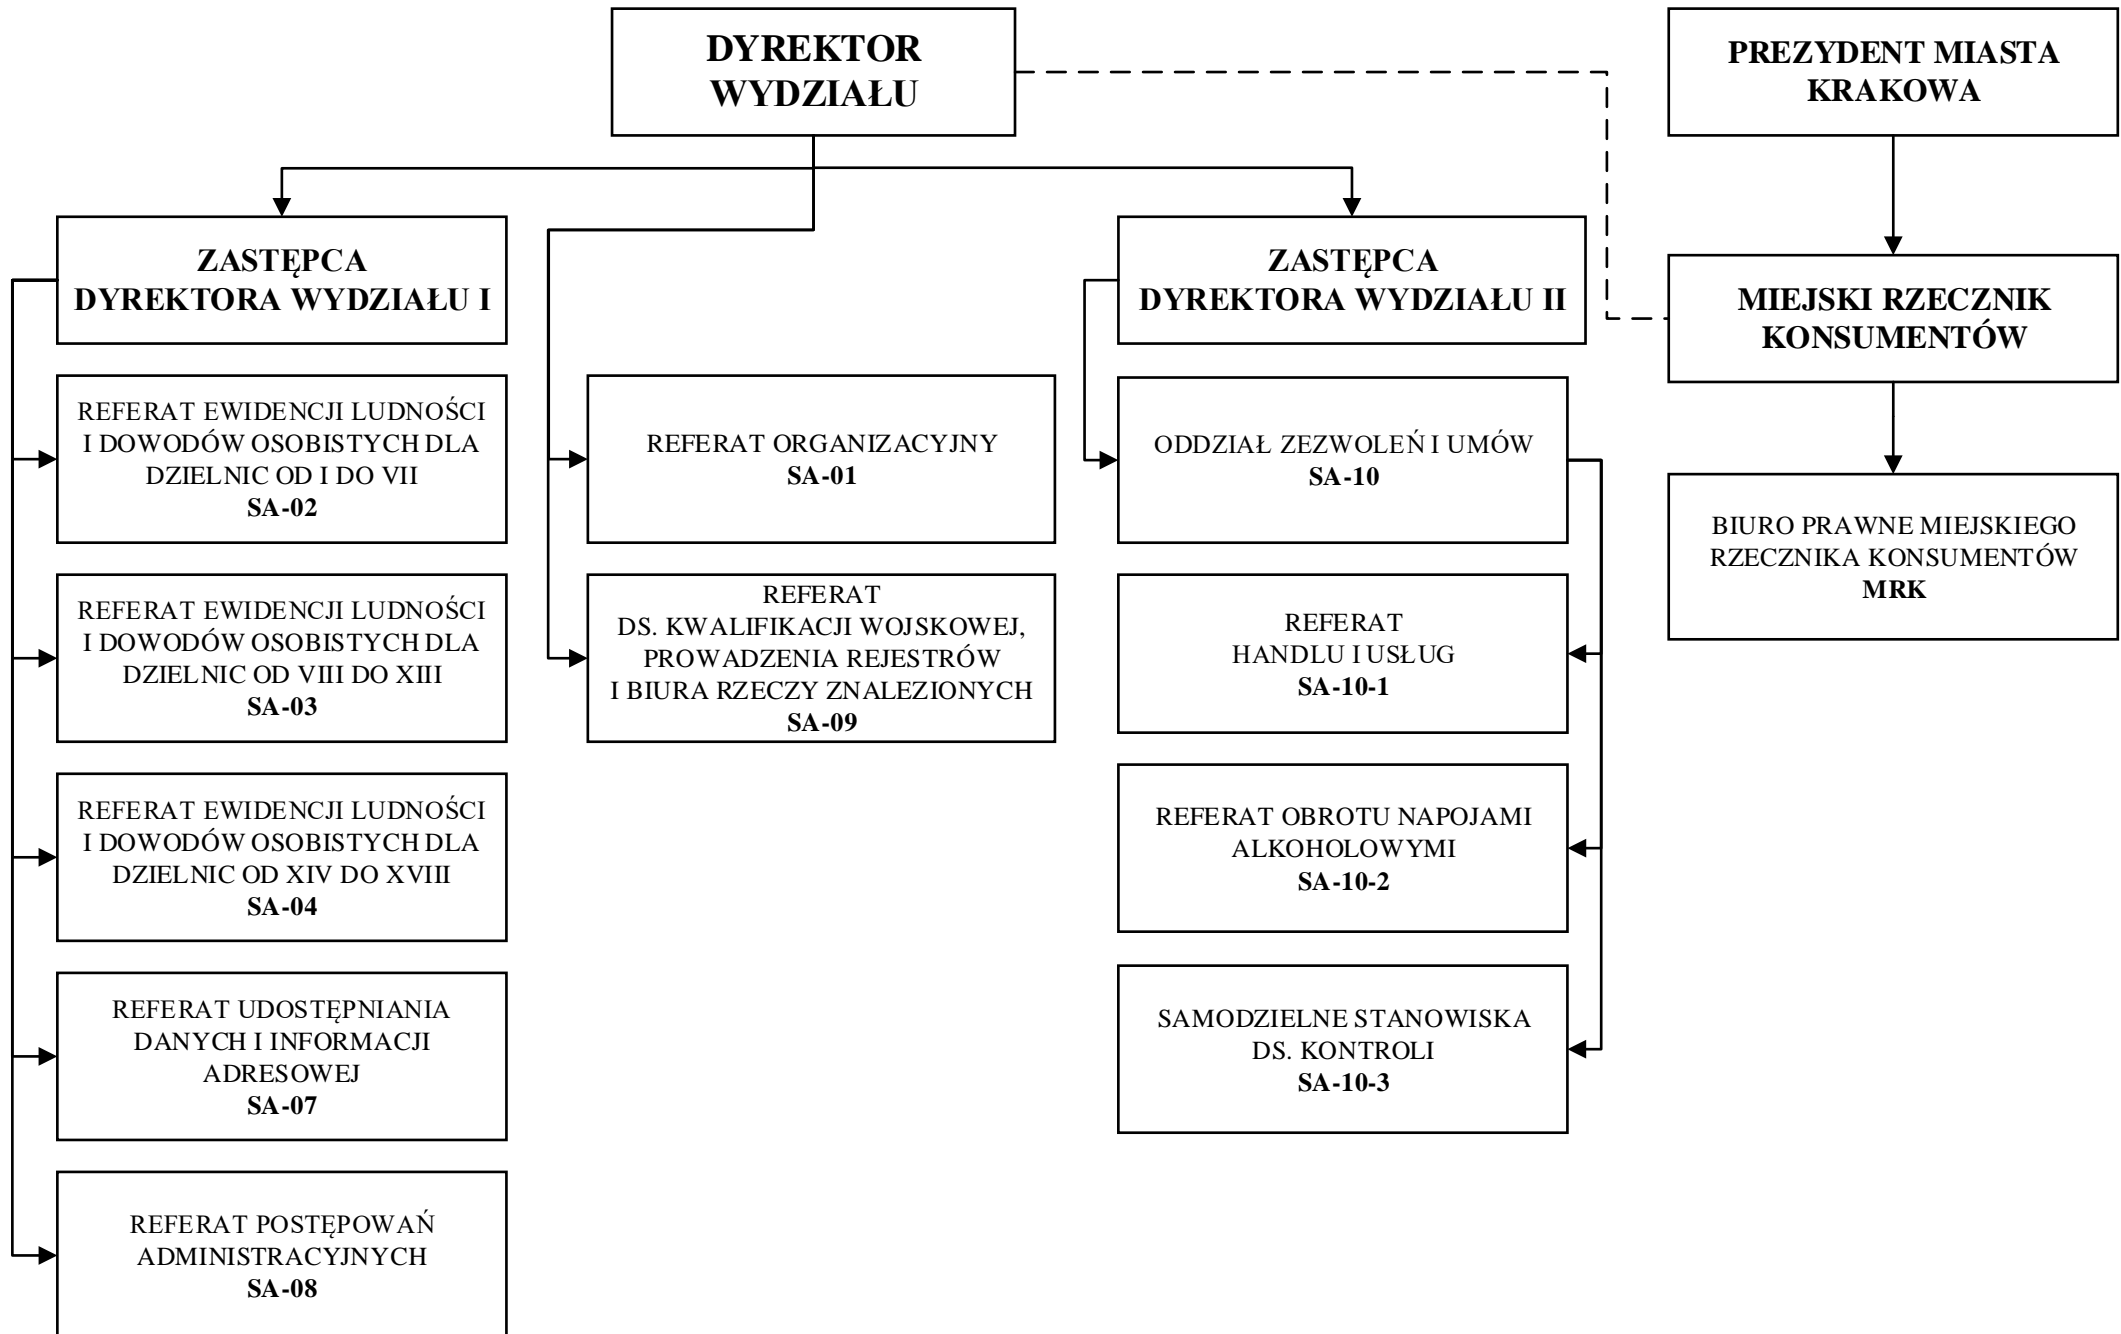 DYREKTOR
WYDZIAŁU
PREZYDENT MIASTA
KRAKOWA
ZASTĘPCA
DYREKTORA WYDZIAŁU I
ZASTĘPCA
DYREKTORA WYDZIAŁU II
MIEJSKI RZECZNIK
KONSUMENTÓW
REFERAT EWIDENCJI LUDNOŚCI
I DOWODÓW OSOBISTYCH DLA
DZIELNIC OD I DO VII
SA-02
REFERAT ORGANIZACYJNY
SA-01
ODDZIAŁ ZEZWOLEŃ I UMÓW
SA-10
BIURO PRAWNE MIEJSKIEGO
RZECZNIKA KONSUMENTÓW
MRK
REFERAT EWIDENCJI LUDNOŚCI
I DOWODÓW OSOBISTYCH DLA
DZIELNIC OD VIII DO XIII
SA-03
REFERAT
DS. KWALIFIKACJI WOJSKOWEJ,
PROWADZENIA REJESTRÓW
I BIURA RZECZY ZNALEZIONYCH
SA-09
REFERAT
HANDLU I USŁUG
SA-10-1
REFERAT EWIDENCJI LUDNOŚCI
I DOWODÓW OSOBISTYCH DLA
DZIELNIC OD XIV DO XVIII
SA-04
REFERAT OBROTU NAPOJAMI
ALKOHOLOWYMI
SA-10-2
REFERAT UDOSTĘPNIANIA
DANYCH I INFORMACJI
ADRESOWEJ
SA-07
SAMODZIELNE STANOWISKA
DS. KONTROLI
SA-10-3
REFERAT POSTĘPOWAŃ
ADMINISTRACYJNYCH
SA-08